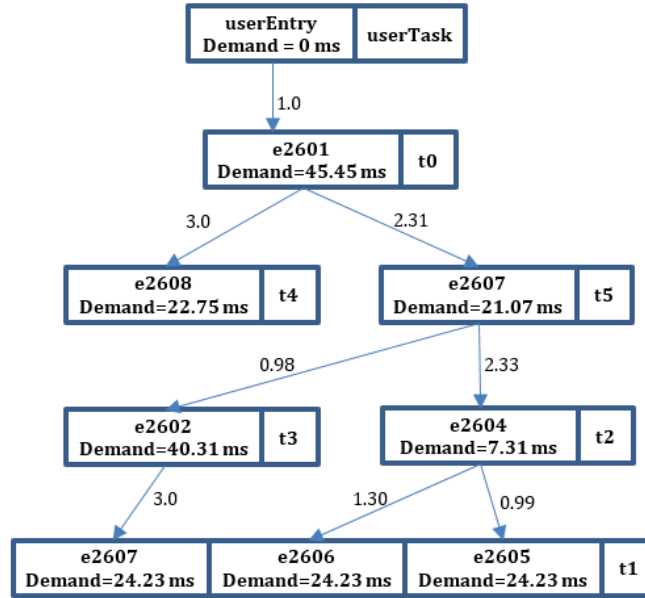 userEntry
Demand = 0 ms
userTask
1.0
e2601
Demand=45.45 ms
t0
3.0
2.31
e2608
Demand=22.75 ms
t4
e2607
Demand=21.07 ms
t5
0.98
2.33
e2602
Demand=40.31 ms
t3
e2604
Demand=7.31 ms
t2
3.0
1.30
0.99
e2607
Demand=24.23 ms
e2606
Demand=24.23 ms
e2605
Demand=24.23 ms
t1